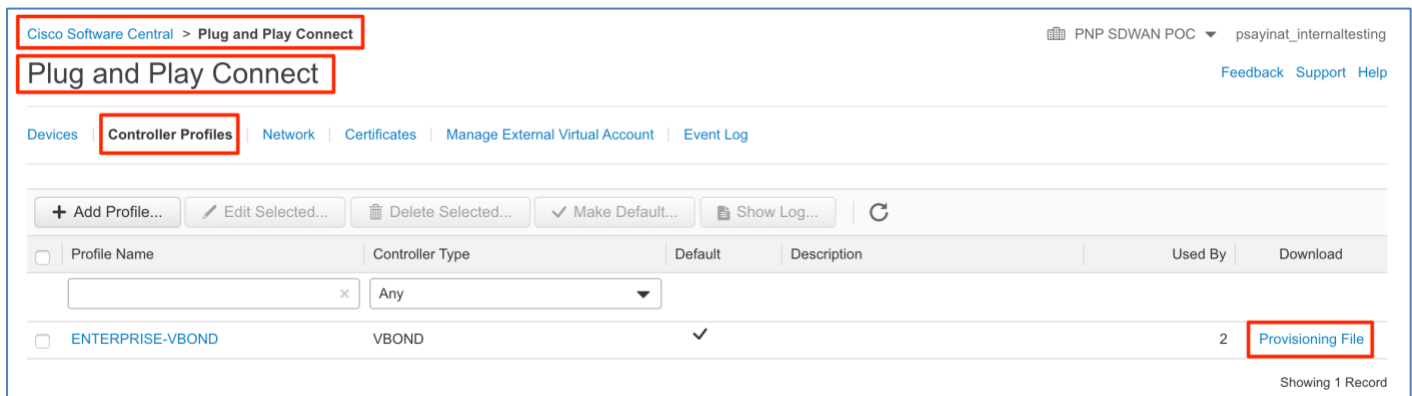 Cisco Software Central > Plug and Play Connect
PNP SDWAN POC psayinat_internaltesting
Plug and Play Connect
Feedback Support Help
Devices Controller Profiles Network Certificates Manage External Virtual Account Event Log
+ Add Profile... Edit Selected... Delete Selected... Make Default... Show Log...
Profile Name Controller Type Default Description Used By Download
Any
ENTERPRISE-VBOND VBOND 2 Provisioning File
Showing 1 Record